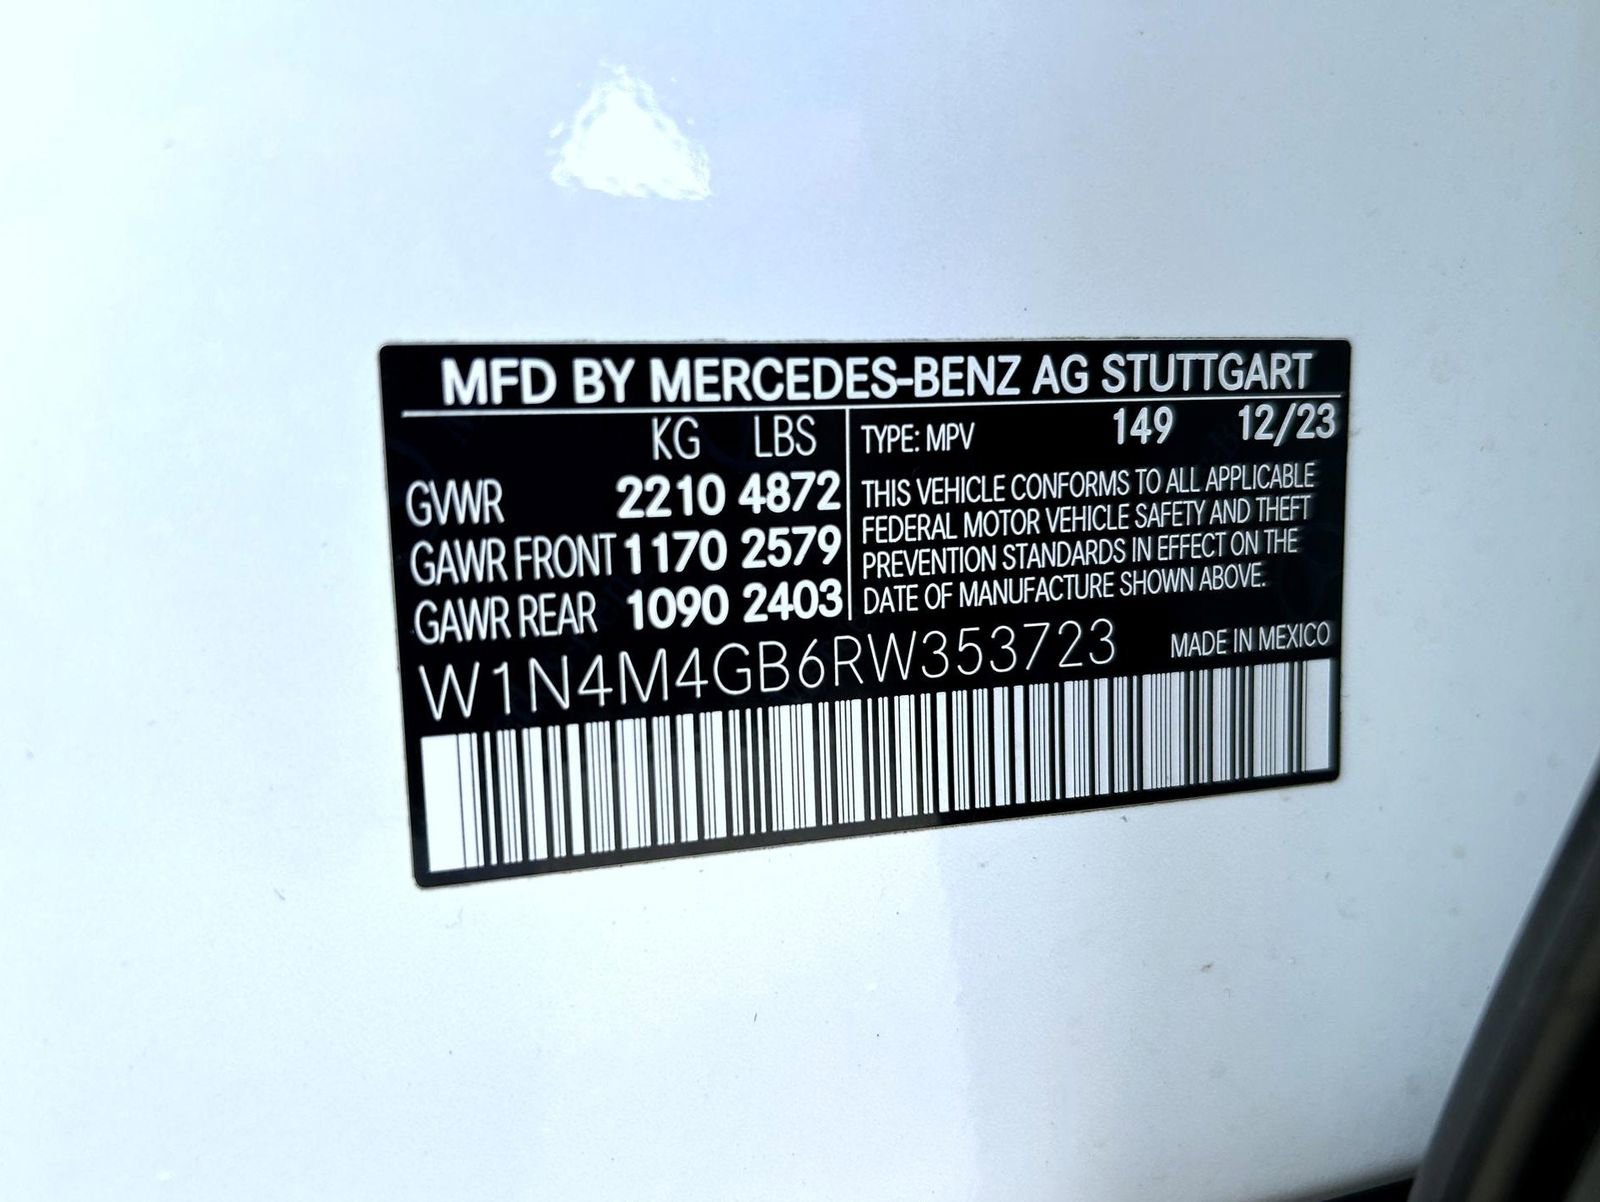 MFD BY MERCEDES-BENZ AG STUTTGART
KG LBS
GVWR 2210 4872
GAWR FRONT 1170 2579
GAWR REAR 1090 2403
TYPE: MPV 149 12/23
THIS VEHICLE CONFORMS TO ALL APPLICABLE
FEDERAL MOTOR VEHICLE SAFETY AND THEFT
PREVENTION STANDARDS IN EFFECT ON THE
DATE OF MANUFACTURE SHOWN ABOVE.
W1N4M4GB6RW353723 MADE IN MEXICO